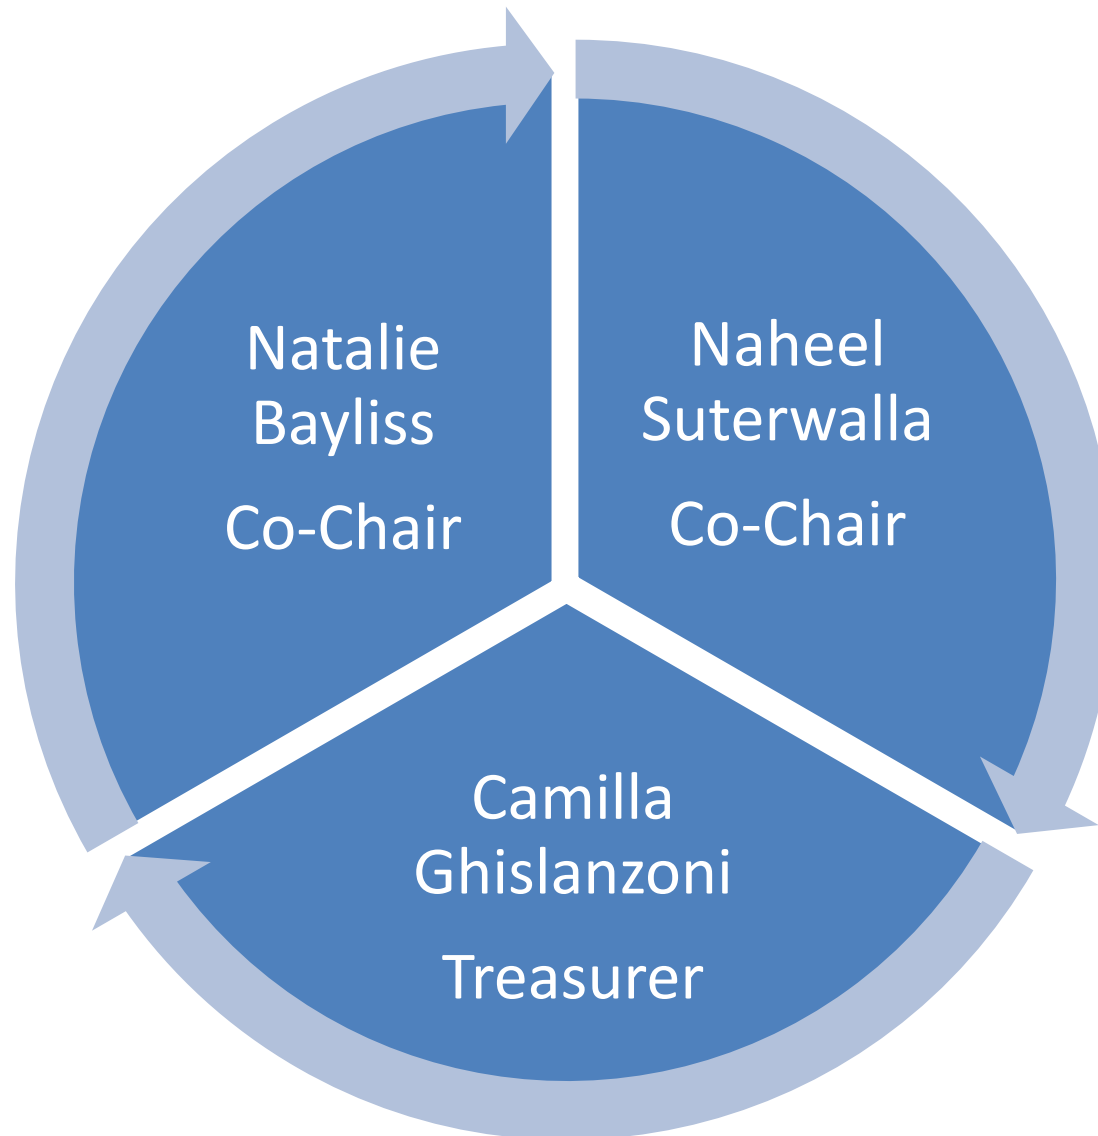 Natalie
Bayliss
Co-Chair
Naheel
Suterwalla
Co-Chair
Camilla
Ghislanzoni
Treasurer